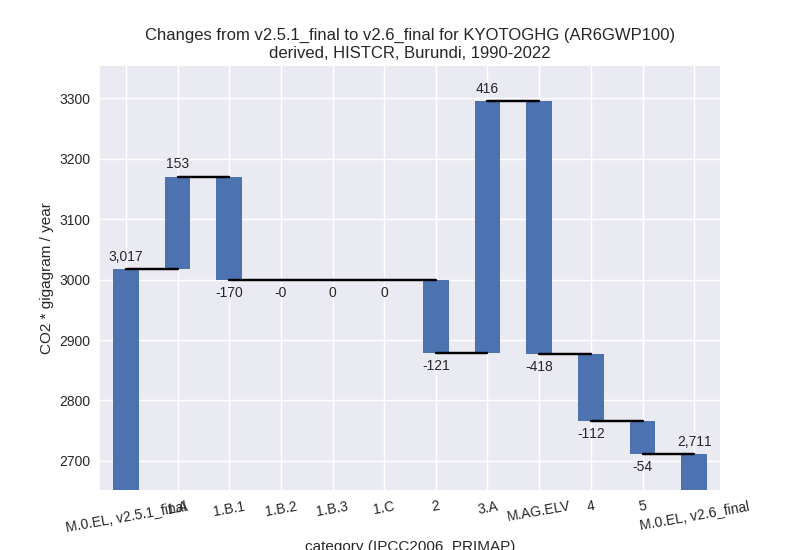 Changes from v2.5.1_final to v2.6_final for KYOTOGHG (AR6GWP100)
derived, HISTCR, Burundi, 1990-2022
CO2 * gigagram / year
3300
3200
3100
3000
2900
2800
2700
3,017
153
-170
-0
0
0
-121
416
-418
-112
-54
2,711
M.0.EL, v2.5.1_final
1.A
1.B.1
1.B.2
1.B.3
1.C
2
3.A
M.AG.ELV
4
5
M.0.EL, v2.6_final
category (IPCC2006_PRIMAP)